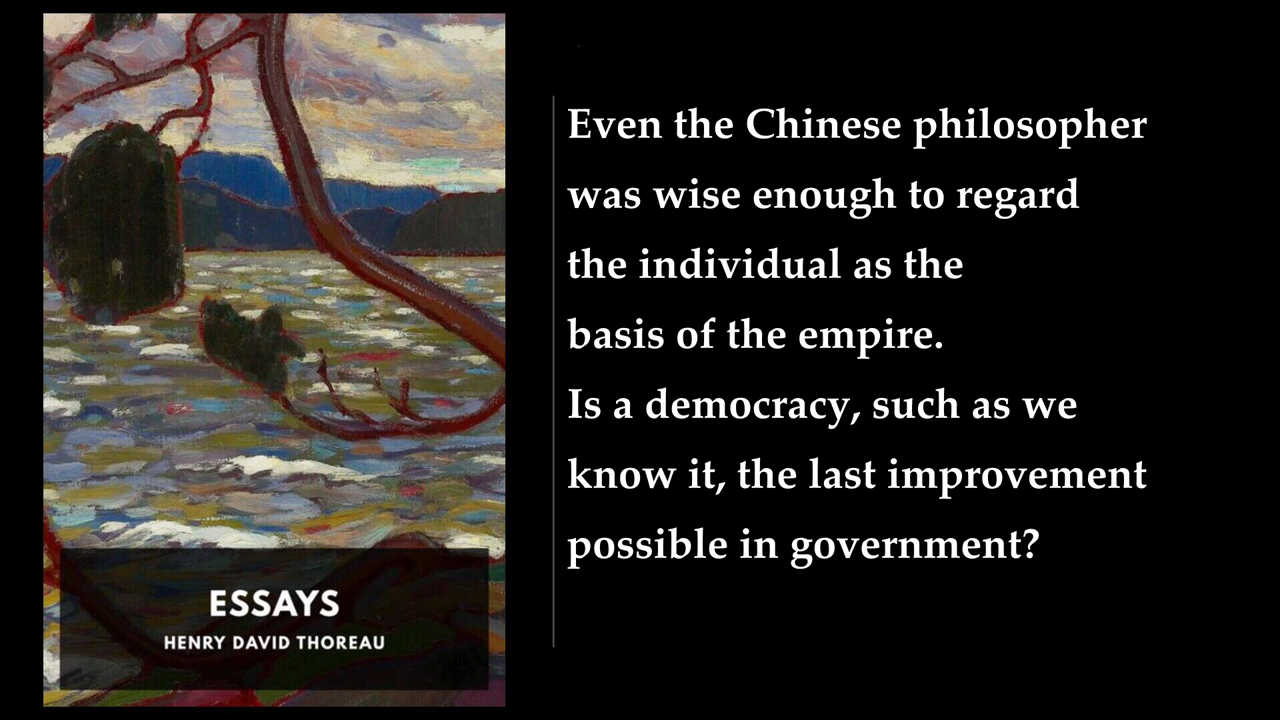 ESSAYS
HENRY DAVID THOREAU
Even the Chinese philosopher
was wise enough to regard
the individual as the
basis of the empire.
Is a democracy, such as we
know it, the last improvement
possible in government?